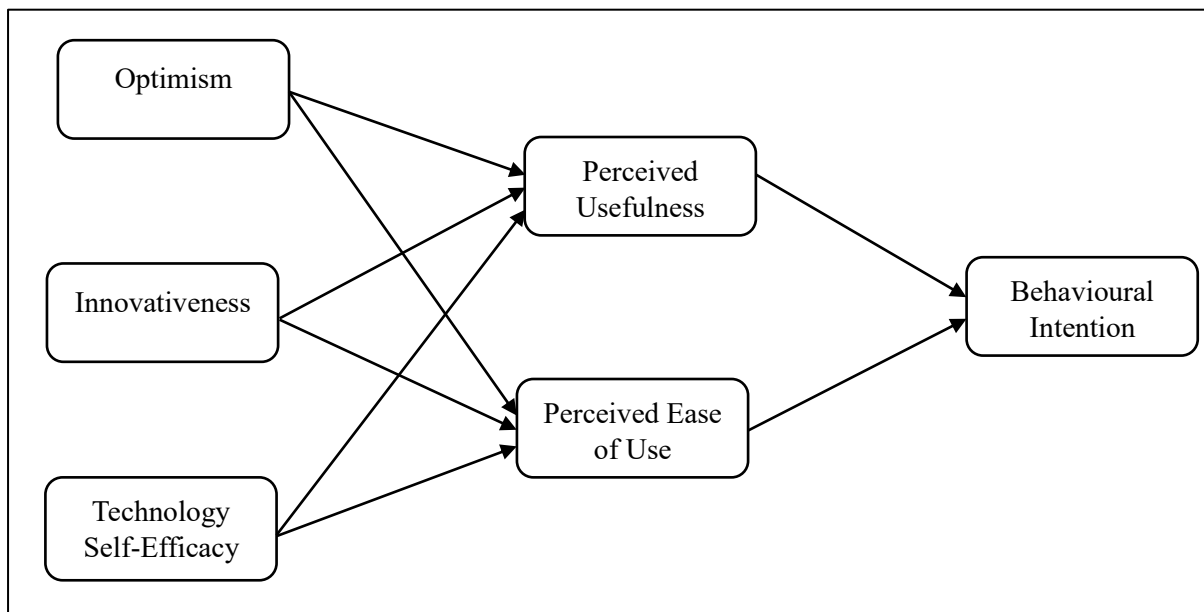 Optimism
Perceived
Usefulness
Innovativeness
Behavioural
Intention
Perceived Ease
of Use
Technology
Self-Efficacy